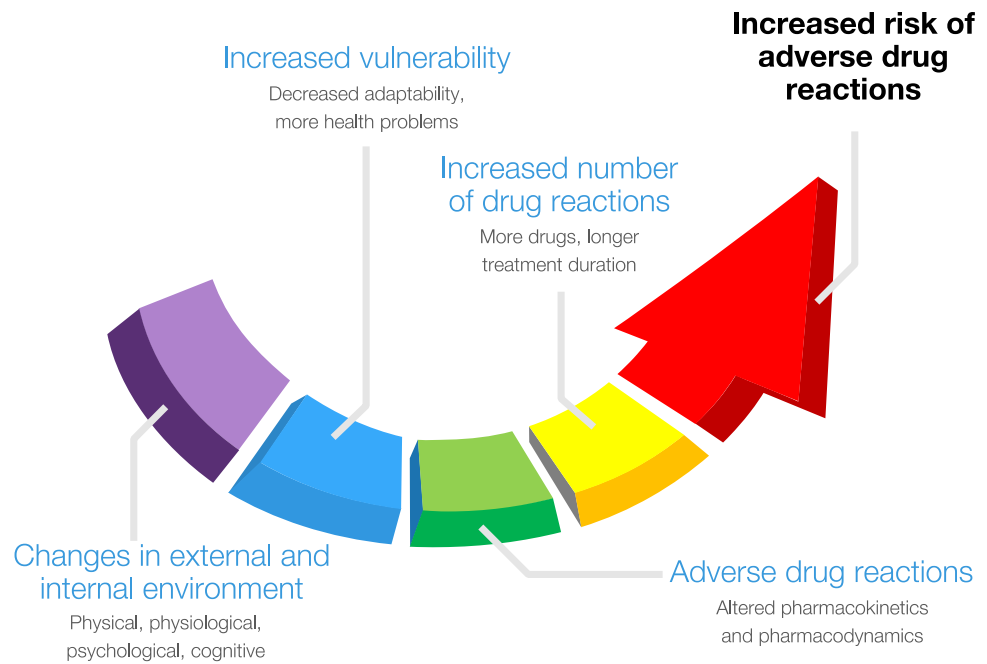 Increased risk of
adverse drug
reactions
Increased vulnerability
Decreased adaptability,
more health problems
Increased number
of drug reactions
More drugs, longer
treatment duration
Changes in external and
internal environment
Physical, physiological,
psychological, cognitive
Adverse drug reactions
Altered pharmacokinetics
and pharmacodynamics